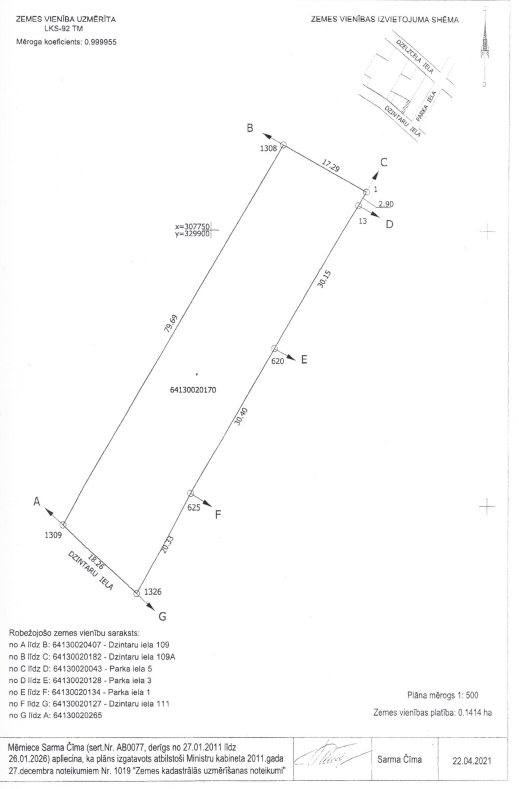 ZEMES VIENĪBA UZMĒRĪTA
LKS-92 TM
Mēroga koeficients: 0.999955
ZEMES VIENĪBAS IZVIETOJUMA SHĒMA
DZIEJCEĻA IELA
PARKA IELA
DZINTARU IELA
B
1308
17.29
C
1
2.90
13
D
x=307750
y=329900
30.15
79.69
620
E
64130020170
30.40
A
625
F
1309
20.33
18.26
DZINTARU IELA
1326
G
Robežojošo zemes vienību saraksts:
no A līdz B: 64130020407 - Dzintaru iela 109
no B līdz C: 64130020182 - Dzintaru iela 109A
no C līdz D: 64130020043 - Parka iela 5
no D līdz E: 64130020128 - Parka iela 3
no E līdz F: 64130020134 - Parka iela 1
no F līdz G: 64130020127 - Dzintaru iela 111
no G līdz A: 64130020265
Plāna mērogs 1: 500
Zemes vienības platība: 0.1414 ha
Mērniece Sarma Čīma (sert.Nr. AB0077, derīgs no 27.01.2011 līdz
26.01.2026) apliecina, ka plāns izgatavots atbilstoši Ministru kabineta 2011.gada
27.decembra noteikumiem Nr. 1019 "Zemes kadastrālās uzmērīšanas noteikumi"
Sarma Čīma
22.04.2021